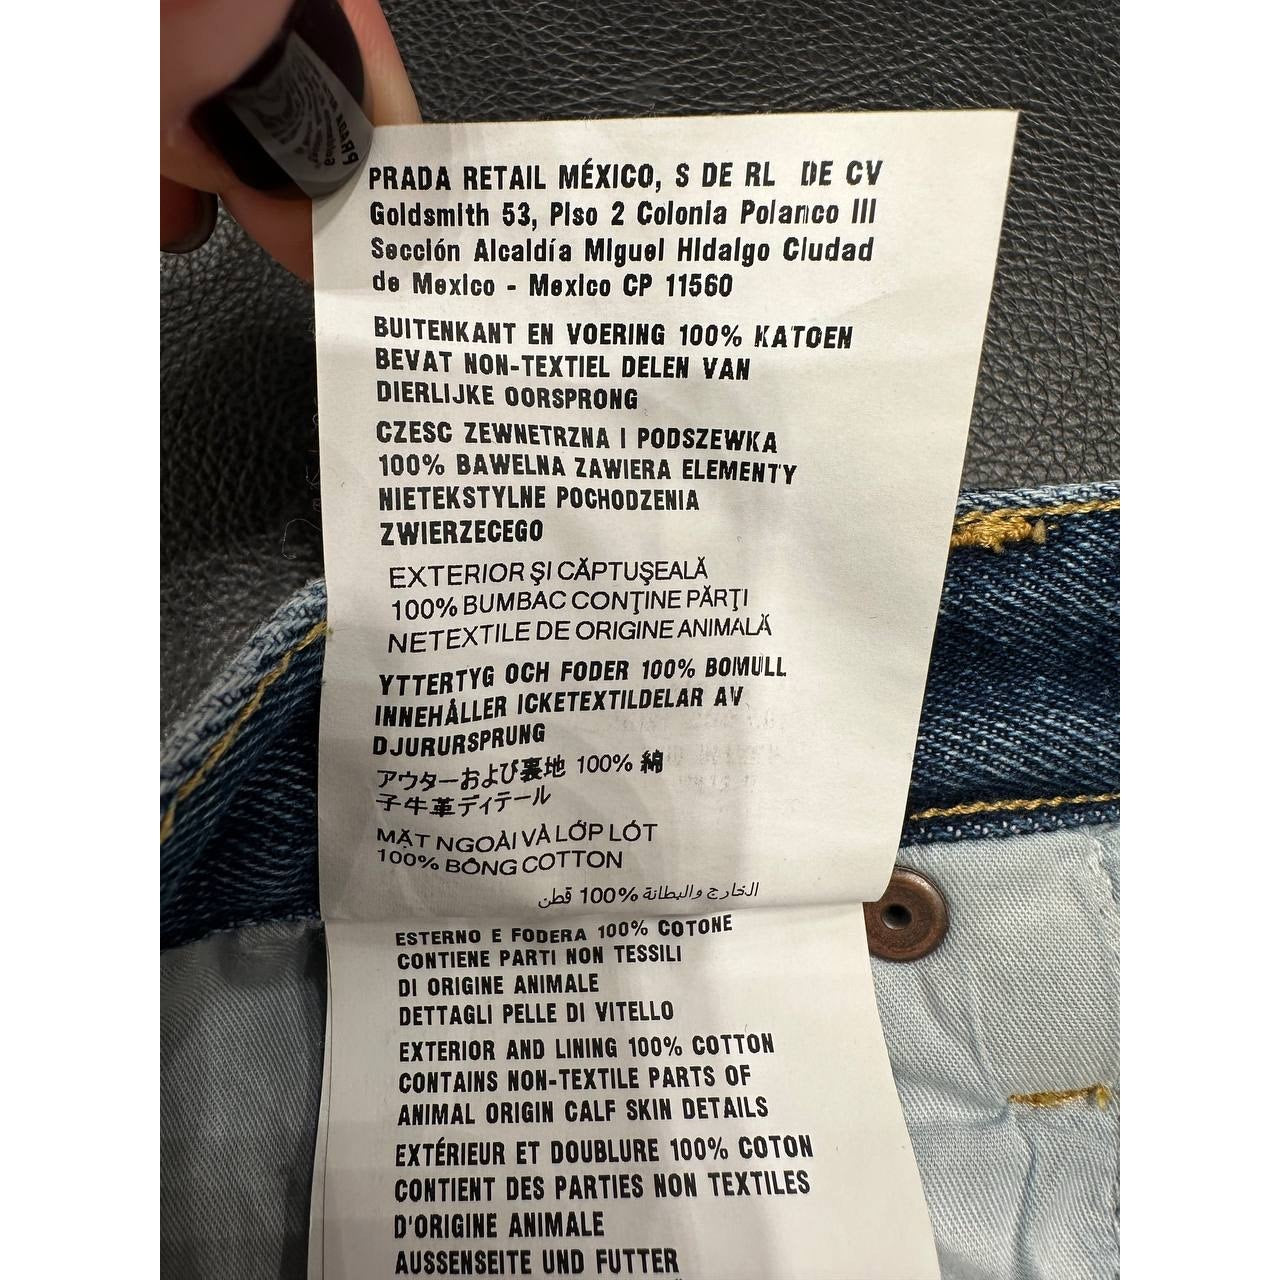 PRADA RETAIL MÉXICO, S DE RL DE CV
Goldsmith 53, Piso 2 Colonia Polanco III
Sección Alcaldía Miguel Hidalgo Ciudad
de Mexico - Mexico CP 11560
BUITENKANT EN VOERING 100% KATOEN
BEVAT NON-TEXTIEL DELEN VAN
DIERLIJKE OORSPRONG
CZESC ZEWNETRZNA I PODSZEWKA
100% BAWELNA ZAWIERA ELEMENTY
NIETEKSTYLNE POCHODZENIA
ZWIERZECEGO
EXTERIOR ŞI CĂPTUŞEALĂ
100% BUMBAC CONŢINE PĂRŢI
NETEXTILE DE ORIGINE ANIMALĂ
YTTERTYG OCH FODER 100% BOMULL
INNEHÅLLER ICKETEXTILDELAR AV
DJURURSPRUNG
アウターおよび裏地 100% 綿
子牛革ディテール
MẶT NGOÀI VÀ LỚP LÓT
100% BÔNG COTTON
الخارج والبطانة %100 قطن
ESTERNO E FODERA 100% COTONE
CONTIENE PARTI NON TESSILI
DI ORIGINE ANIMALE
DETTAGLI PELLE DI VITELLO
EXTERIOR AND LINING 100% COTTON
CONTAINS NON-TEXTILE PARTS OF
ANIMAL ORIGIN CALF SKIN DETAILS
EXTÉRIEUR ET DOUBLURE 100% COTON
CONTIENT DES PARTIES NON TEXTILES
D'ORIGINE ANIMALE
AUSSENSEITE UND FUTTER